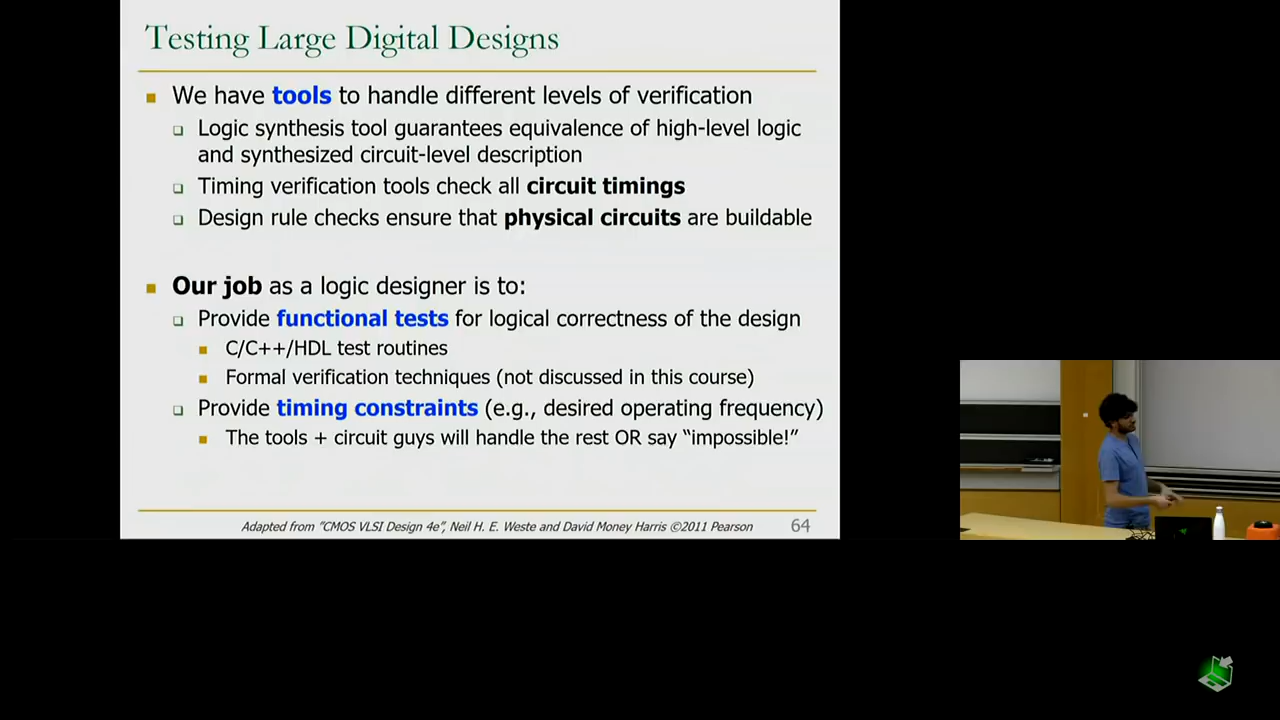 Testing Large Digital Designs
We have tools to handle different levels of verification
Logic synthesis tool guarantees equivalence of high-level logic
and synthesized circuit-level description
Timing verification tools check all circuit timings
Design rule checks ensure that physical circuits are buildable
Our job as a logic designer is to:
Provide functional tests for logical correctness of the design
C/C++/HDL test routines
Formal verification techniques (not discussed in this course)
Provide timing constraints (e.g., desired operating frequency)
The tools + circuit guys will handle the rest OR say “impossible!”
Adapted from "CMOS VLSI Design 4e", Neil H. E. Weste and David Money Harris ©2011 Pearson
64